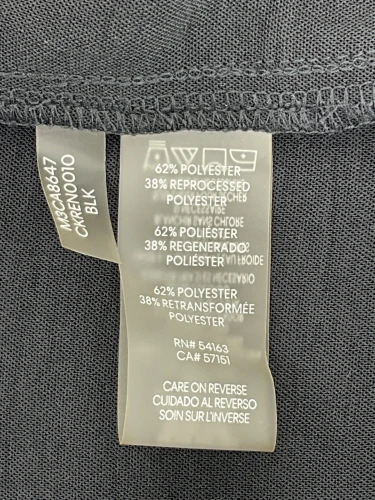 M3CA8647
CKREN0010
BLK
62% POLYESTER
38% REPROCESSED
POLYESTER
62% POLIÉSTER
38% REGENERADO
POLIÉSTER
62% POLYESTER
38% RETRANSFORMÉE
POLYESTER
RN# 54163
CA# 57151
CARE ON REVERSE
CUIDADO AL REVERSO
SOIN SUR L'INVERSE